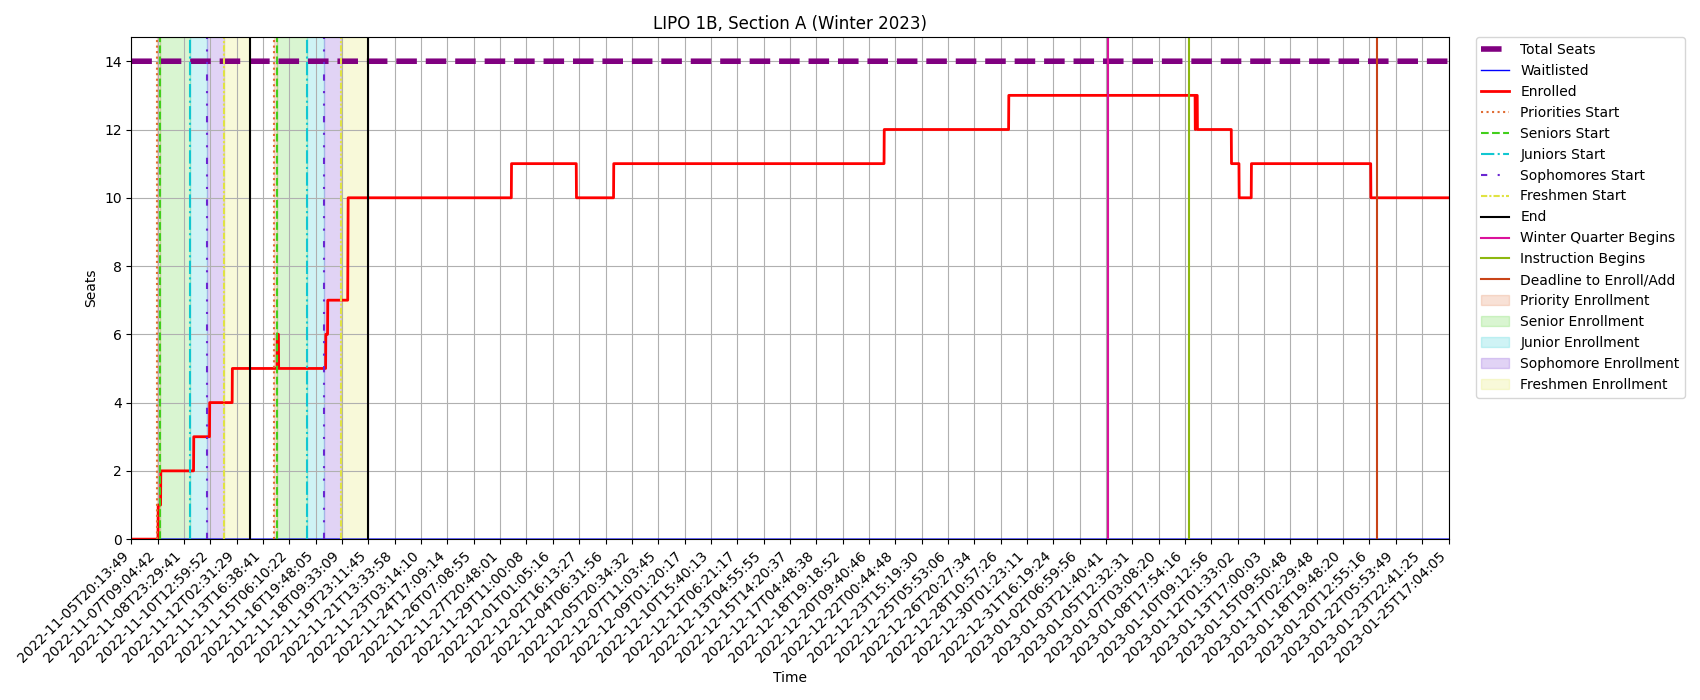 LIPO 1B, Section A (Winter 2023)
Seats
14
12
10
8
6
4
2
0
2022-11-05T20:13:49
2022-11-07T09:04:42
2022-11-08T23:29:41
2022-11-10T12:59:52
2022-11-12T02:31:29
2022-11-13T16:38:41
2022-11-15T06:10:22
2022-11-16T19:48:05
2022-11-18T09:33:09
2022-11-19T23:11:45
2022-11-21T13:33:58
2022-11-23T03:14:10
2022-11-24T17:09:14
2022-11-26T07:08:55
2022-11-27T20:48:01
2022-11-29T11:00:08
2022-12-01T01:05:16
2022-12-02T16:13:27
2022-12-04T06:31:56
2022-12-05T20:34:32
2022-12-07T11:03:45
2022-12-09T01:20:17
2022-12-10T15:40:13
2022-12-12T06:21:17
2022-12-13T04:55:55
2022-12-15T14:20:37
2022-12-17T04:48:38
2022-12-18T19:18:52
2022-12-20T09:40:46
2022-12-22T00:44:48
2022-12-23T15:19:30
2022-12-25T05:53:06
2022-12-26T20:27:34
2022-12-28T10:57:26
2022-12-30T01:23:11
2022-12-31T16:19:24
2023-01-02T06:59:56
2023-01-03T21:40:41
2023-01-05T12:32:31
2023-01-07T03:08:20
2023-01-08T17:54:16
2023-01-10T09:12:56
2023-01-12T01:33:02
2023-01-13T17:00:03
2023-01-15T09:50:48
2023-01-17T02:29:48
2023-01-18T19:48:20
2023-01-20T12:55:16
2023-01-22T05:53:49
2023-01-23T22:41:25
2023-01-25T17:04:05
Time
Total Seats
Waitlisted
Enrolled
Priorities Start
Seniors Start
Juniors Start
Sophomores Start
Freshmen Start
End
Winter Quarter Begins
Instruction Begins
Deadline to Enroll/Add
Priority Enrollment
Senior Enrollment
Junior Enrollment
Sophomore Enrollment
Freshmen Enrollment